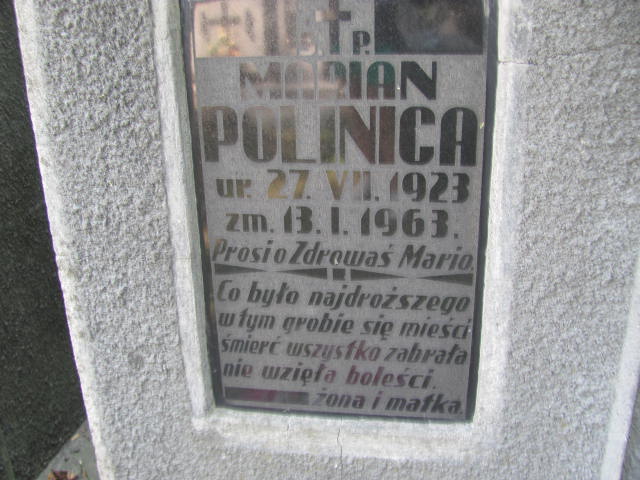 ś. † p.
MARIAN
POLINICA
ur. 27. VII. 1923
zm. 13. I. 1963.
Prosi o Zdrowaś Mario.
Co było najdroższego
w tym grobie się mieści
śmierć wszystko zabrała
nie wzięła boleści.
żona i matka.